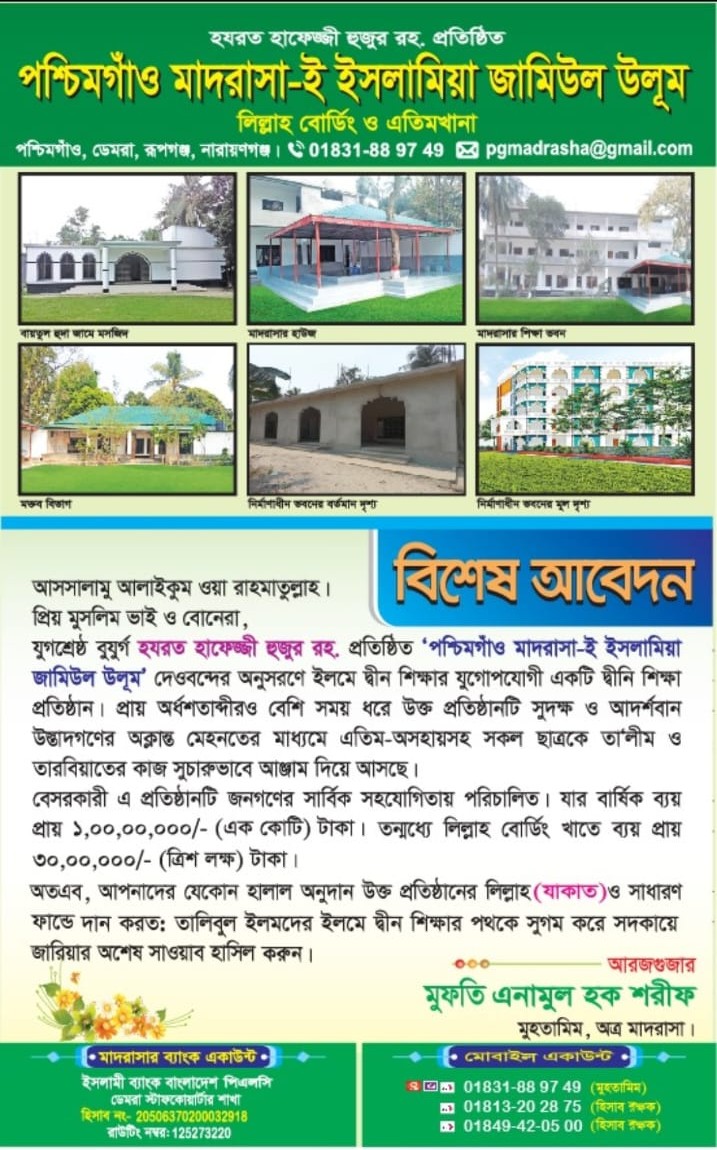 হযরত হাফেজ্জী হুজুর রহ. প্রতিষ্ঠিত
পশ্চিমগাঁও মাদরাসা-ই ইসলামিয়া জামিউল উলূম
লিল্লাহ বোর্ডিং ও এতিমখানা
পশ্চিমগাঁও, ডেমরা, রূপগঞ্জ, নারায়ণগঞ্জ। 01831-88 97 49 pgmadrasha@gmail.com
বায়তুল হুদা জামে মসজিদ
মাদরাসার হাউজ
মাদরাসার শিক্ষা ভবন
মক্তব বিভাগ
নির্মাণাধীন ভবনের বর্তমান দৃশ্য
নির্মাণাধীন ভবনের মূল দৃশ্য
বিশেষ আবেদন
আসসালামু আলাইকুম ওয়া রাহমাতুল্লাহ।
প্রিয় মুসলিম ভাই ও বোনেরা,
যুগশ্রেষ্ঠ বুযুর্গ হযরত হাফেজ্জী হুজুর রহ. প্রতিষ্ঠিত ‘পশ্চিমগাঁও মাদরাসা-ই ইসলামিয়া
জামিউল উলূম’ দেওবন্দের অনুসরণে ইলমে দ্বীন শিক্ষার যুগোপযোগী একটি দ্বীনি শিক্ষা
প্রতিষ্ঠান। প্রায় অর্ধশতাব্দীরও বেশি সময় ধরে উক্ত প্রতিষ্ঠানটি সুদক্ষ ও আদর্শবান
উস্তাদগণের অক্লান্ত মেহনতের মাধ্যমে এতিম-অসহায়সহ সকল ছাত্রকে তা'লীম ও
তারবিয়াতের কাজ সুচারুভাবে আঞ্জাম দিয়ে আসছে।
বেসরকারী এ প্রতিষ্ঠানটি জনগণের সার্বিক সহযোগিতায় পরিচালিত। যার বার্ষিক ব্যয়
প্রায় ১,০০,০০,০০০/- (এক কোটি) টাকা। তন্মধ্যে লিল্লাহ বোর্ডিং খাতে ব্যয় প্রায়
৩০,০০,০০০/- (ত্রিশ লক্ষ) টাকা।
অতএব, আপনাদের যেকোন হালাল অনুদান উক্ত প্রতিষ্ঠানের লিল্লাহ(যাকাত)ও সাধারণ
ফান্ডে দান করত: তালিবুল ইলমদের ইলমে দ্বীন শিক্ষার পথকে সুগম করে সদকায়ে
জারিয়ার অশেষ সাওয়াব হাসিল করুন।
আরজগুজার
মুফতি এনামুল হক শরীফ
মুহতামিম, অত্র মাদরাসা।
মাদরাসার ব্যাংক একাউন্ট
ইসলামী ব্যাংক বাংলাদেশ পিএলসি
ডেমরা স্টাফকোয়ার্টার শাখা
হিসাব নং- 20506370200032918
রাউটিং নম্বর: 125273220
মোবাইল একাউন্ট
01831-88 97 49 (মুহতামিম)
01813-20 28 75 (হিসাব রক্ষক)
01849-42-05 00 (হিসাব রক্ষক)